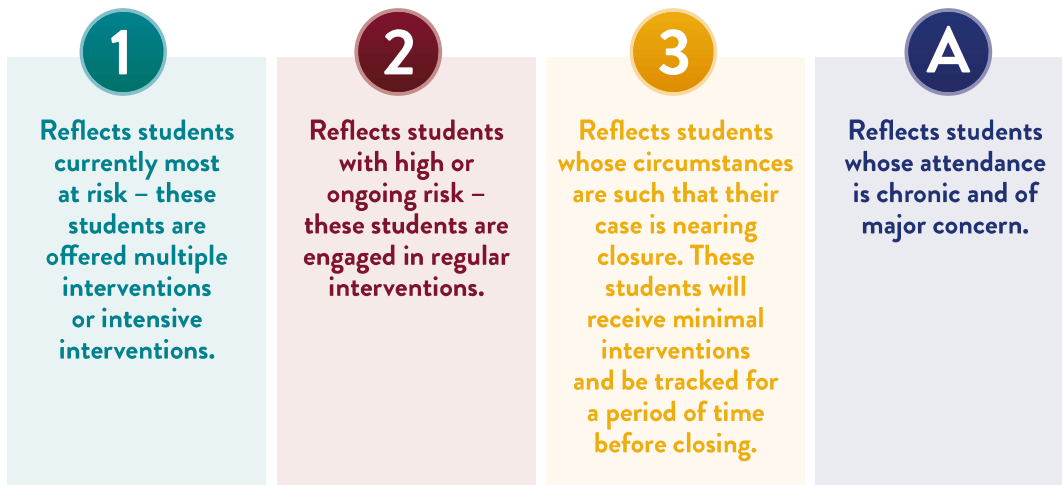 1
Reflects students
currently most
at risk – these
students are
offered multiple
interventions
or intensive
interventions.
2
Reflects students
with high or
ongoing risk –
these students are
engaged in regular
interventions.
3
Reflects students
whose circumstances
are such that their
case is nearing
closure. These
students will
receive minimal
interventions
and be tracked for
a period of time
before closing.
A
Reflects students
whose attendance
is chronic and of
major concern.